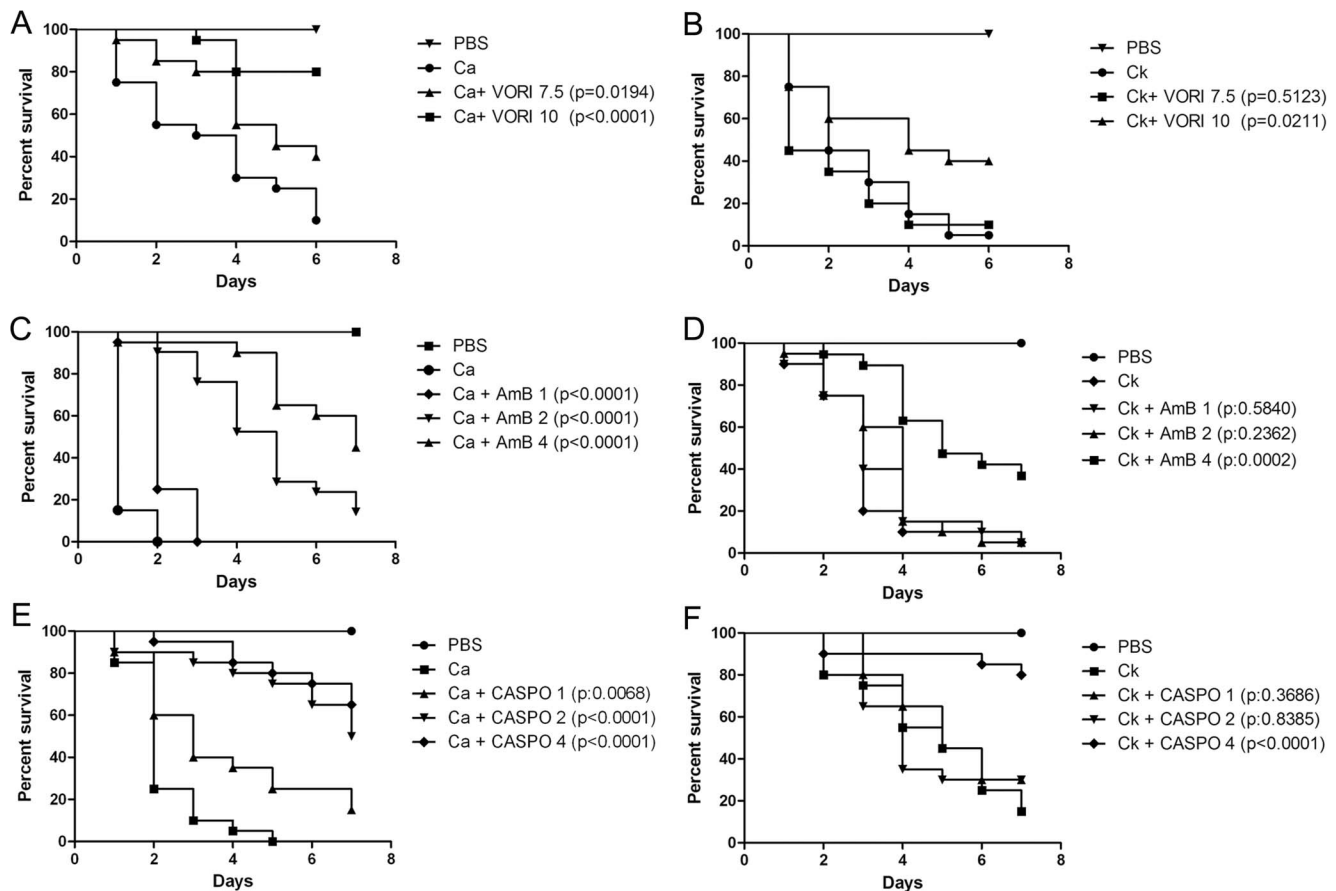 A
Percent survival
100
80
60
40
20
0
0 2 4 6 8
Days
PBS
Ca
Ca+ VORI 7.5 (p=0.0194)
Ca+ VORI 10 (p<0.0001)
B
Percent survival
100
75
50
25
0
0 2 4 6 8
Days
PBS
Ck
Ck+ VORI 7.5 (p=0.5123)
Ck+ VORI 10 (p=0.0211)
C
Percent survival
100
80
60
40
20
0
0 2 4 6 8
Days
PBS
Ca
Ca + AmB 1 (p<0.0001)
Ca + AmB 2 (p<0.0001)
Ca + AmB 4 (p<0.0001)
D
Percent survival
100
80
60
40
20
0
0 2 4 6 8
Days
PBS
Ck
Ck + AmB 1 (p:0.5840)
Ck + AmB 2 (p:0.2362)
Ck + AmB 4 (p:0.0002)
E
Percent survival
100
80
60
40
20
0
0 2 4 6 8
Days
PBS
Ca
Ca + CASPO 1 (p:0.0068)
Ca + CASPO 2 (p<0.0001)
Ca + CASPO 4 (p<0.0001)
F
Percent survival
100
80
60
40
20
0
0 2 4 6 8
Days
PBS
Ck
Ck + CASPO 1 (p:0.3686)
Ck + CASPO 2 (p:0.8385)
Ck + CASPO 4 (p<0.0001)